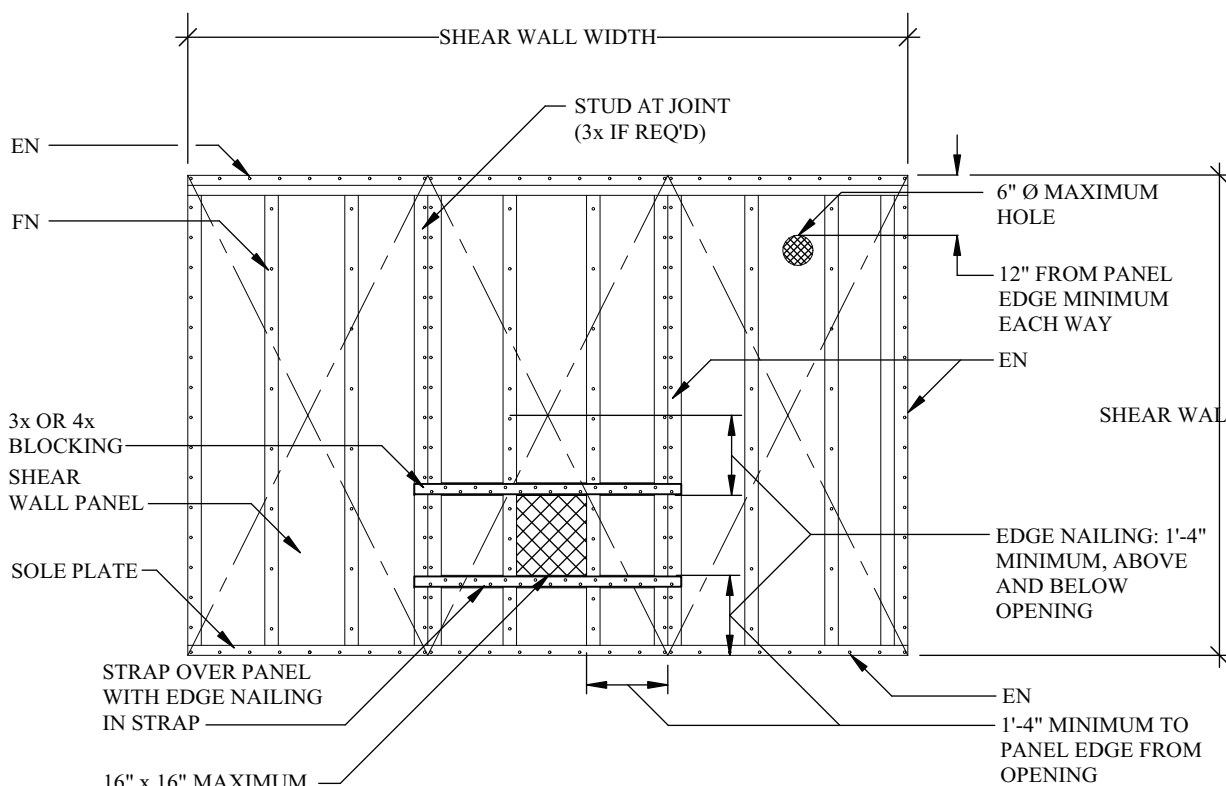 SHEAR WALL WIDTH
STUD AT JOINT
(3x IF REQ'D)
EN
FN
6" Ø MAXIMUM
HOLE
12" FROM PANEL
EDGE MINIMUM
EACH WAY
EN
3x OR 4x
BLOCKING
SHEAR
WALL PANEL
SOLE PLATE
SHEAR WAL
EDGE NAILING: 1'-4"
MINIMUM, ABOVE
AND BELOW
OPENING
STRAP OVER PANEL
WITH EDGE NAILING
IN STRAP
EN
1'-4" MINIMUM TO
PANEL EDGE FROM
OPENING
16" x 16" MAXIMUM